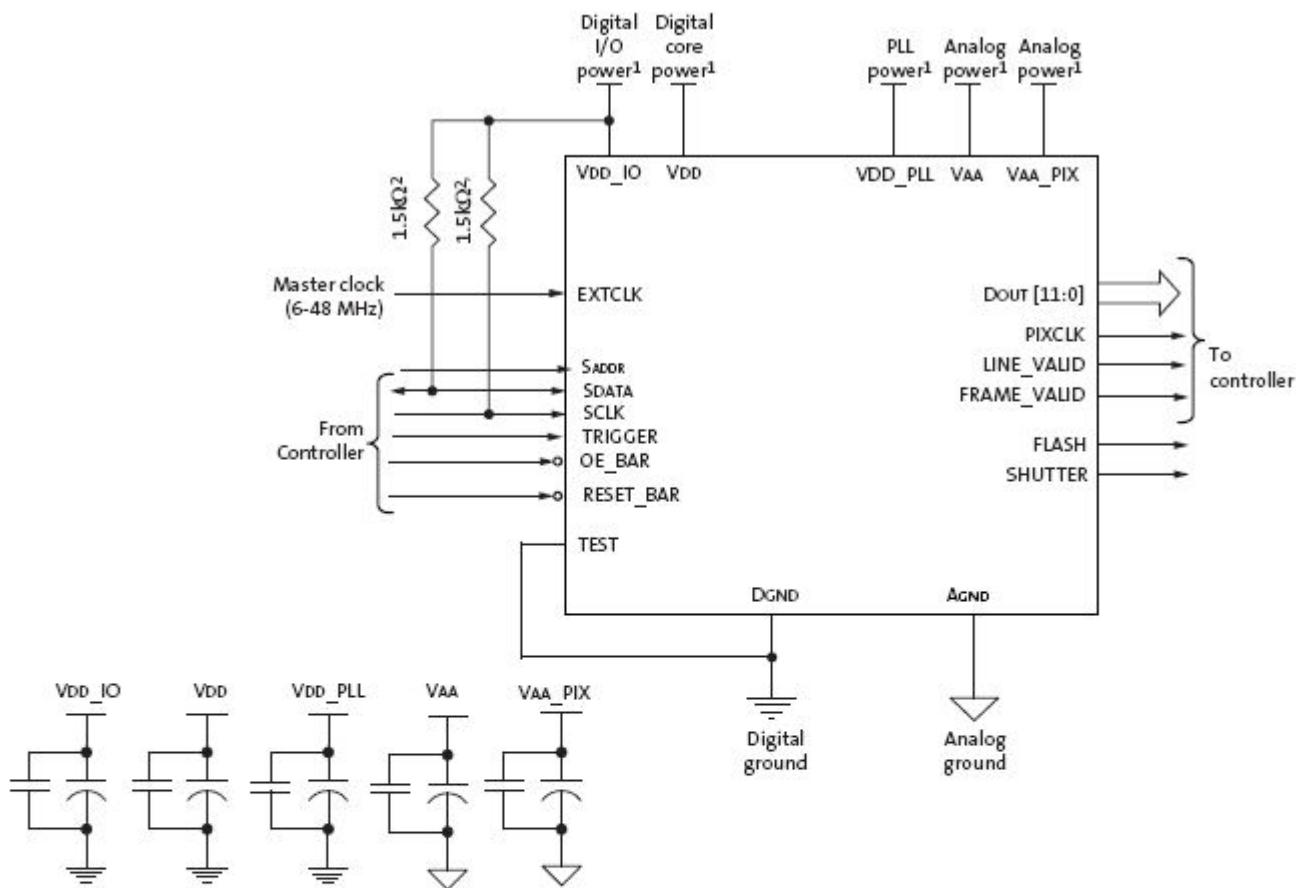 Digital
I/O
power1
Digital
core
power1
PLL
power1
Analog
power1
Analog
power1
VDD_IO
VDD
VDD_PLL
VAA
VAA_PIX
1.5kΩ2
1.5kΩ2
Master clock
(6-48 MHz)
EXTCLK
DOUT [11:0]
PIXCLK
LINE_VALID
FRAME_VALID
To
controller
SADDR
SDATA
SCLK
TRIGGER
OE_BAR
RESET_BAR
From
Controller
FLASH
SHUTTER
TEST
DGND
AGND
Digital
ground
Analog
ground
VDD_IO
VDD
VDD_PLL
VAA
VAA_PIX